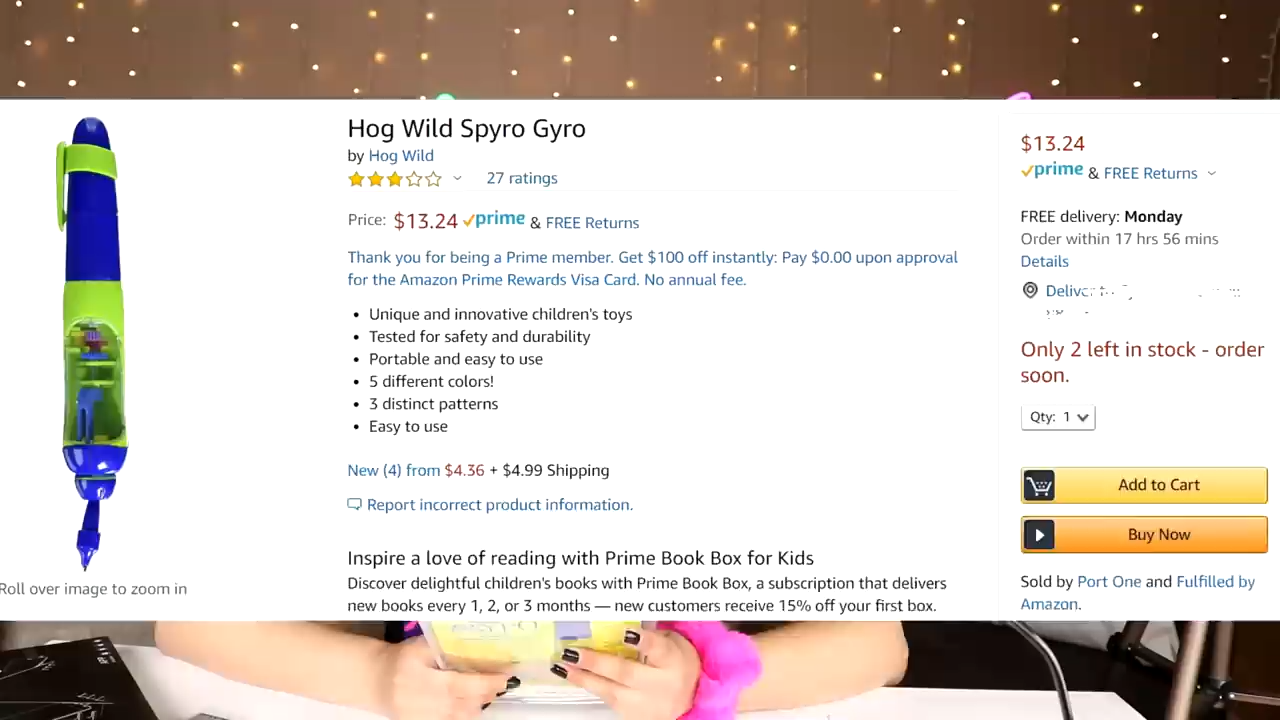 Hog Wild Spyro Gyro
by Hog Wild
27 ratings
Price: $13.24 prime & FREE Returns
Thank you for being a Prime member. Get $100 off instantly: Pay $0.00 upon approval
for the Amazon Prime Rewards Visa Card. No annual fee.
• Unique and innovative children's toys
• Tested for safety and durability
• Portable and easy to use
• 5 different colors!
• 3 distinct patterns
• Easy to use
New (4) from $4.36 + $4.99 Shipping
Report incorrect product information.
Inspire a love of reading with Prime Book Box for Kids
Discover delightful children's books with Prime Book Box, a subscription that delivers
new books every 1, 2, or 3 months — new customers receive 15% off your first box.
Roll over image to zoom in
$13.24
prime & FREE Returns
FREE delivery: Monday
Order within 17 hrs 56 mins
Details
Only 2 left in stock - order
soon.
Qty: 1
Add to Cart
Buy Now
Sold by Port One and Fulfilled by
Amazon.